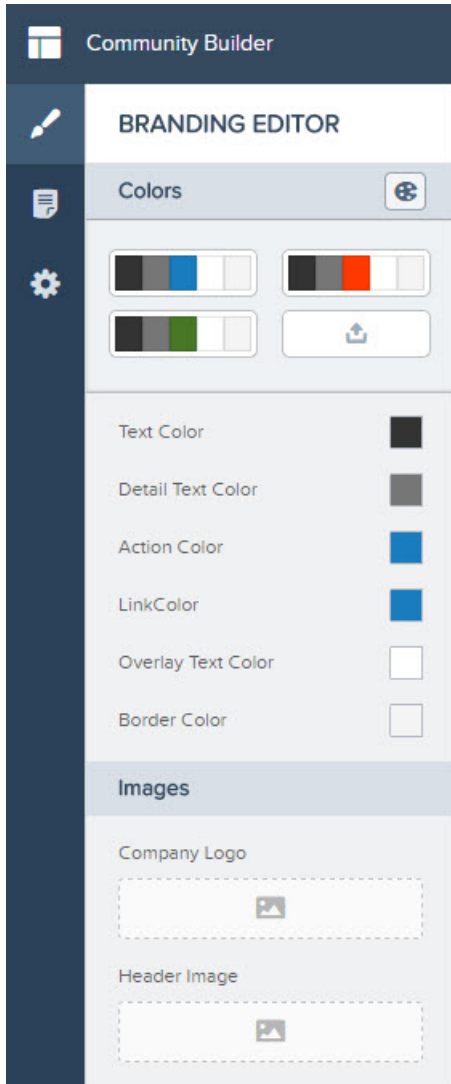 Community Builder
BRANDING EDITOR
Colors
Text Color
Detail Text Color
Action Color
LinkColor
Overlay Text Color
Border Color
Images
Company Logo
Header Image